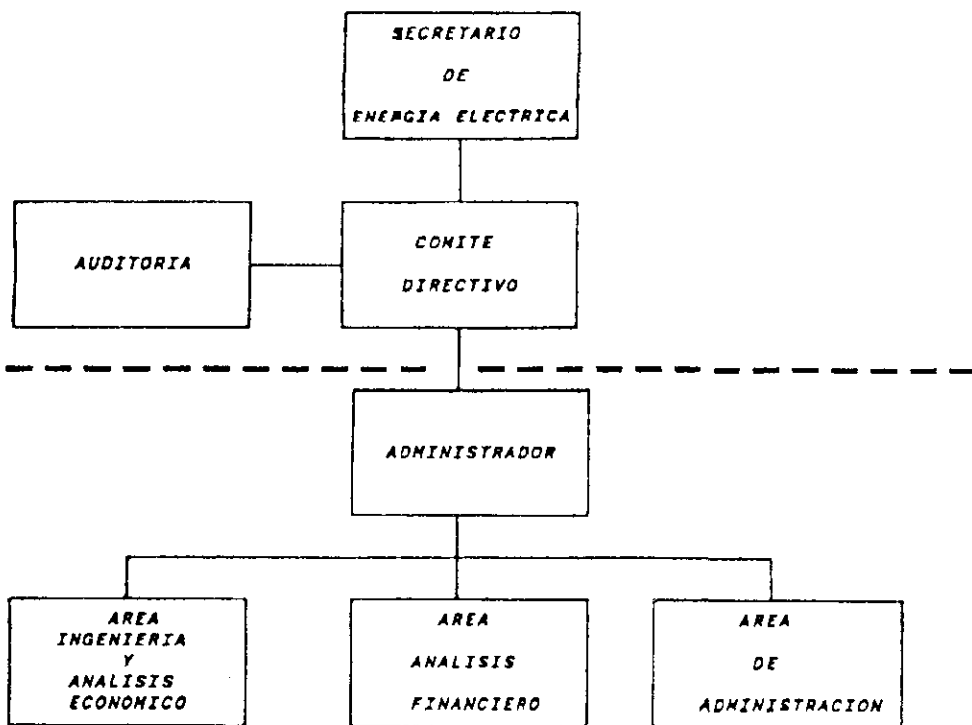 SECRETARIO
DE
ENERGIA ELECTRICA
AUDITORIA
COMITE
DIRECTIVO
ADMINISTRADOR
AREA
INGENIERIA
Y
ANALISIS
ECONOMICO
AREA
ANALISIS
FINANCIERO
AREA
DE
ADMINISTRACION